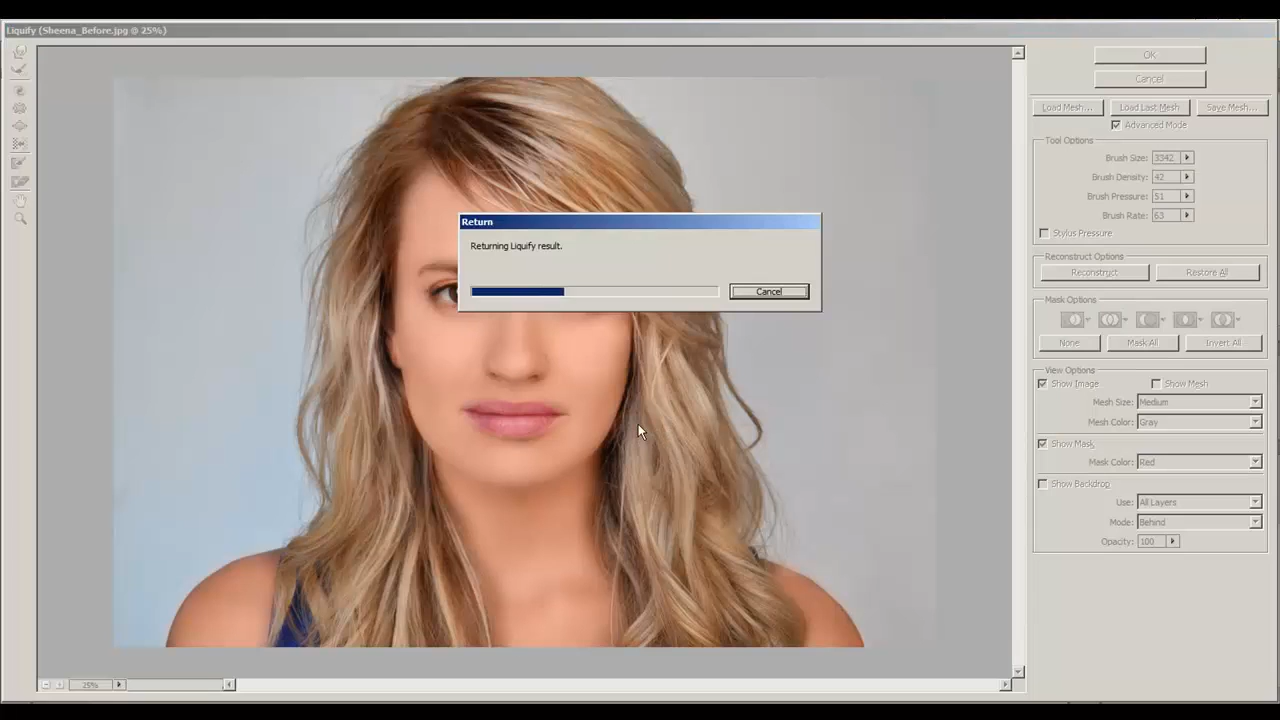 Liquify (Sheena_Before.jpg @ 25%)
Ok
Cancel
Load Mesh... Load Last Mesh Save Mesh...
Advanced Mode
Tool Options
Brush Size: 3342
Brush Density: 42
Brush Pressure: 51
Brush Rate: 63
Stylus Pressure
Return
Returning Liquify result.
Cancel
Reconstruct Options
Reconstruct Restore All
Mask Options
None Mask All Invert All
View Options
Show Image Show Mesh
Mesh Size: Medium
Mesh Color: Gray
Show Mask
Mask Color: Red
Show Backdrop
Use: All Layers
Mode: Behind
Opacity: 100
25%